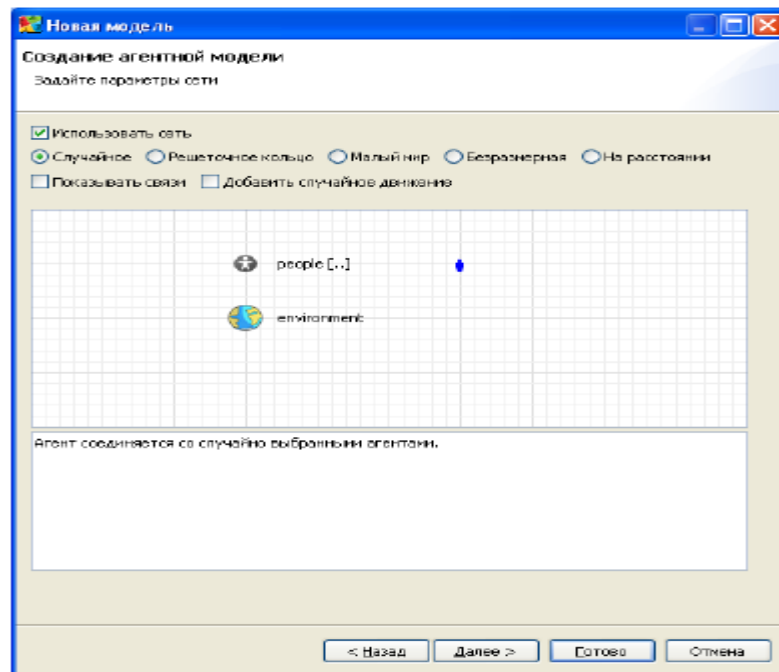 Новая модель
Создание агентной модели
Задайте параметры сети
Использовать сеть
Случайное Решеточное кольцо Малый мир Безразмерная На расстоянии
Показывать связи Добавить случайное движение
people [..]
environment
Агент соединяется со случайно выбранными агентами.
< Назад Далее > Готово Отмена